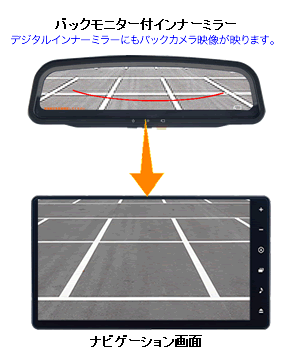 バックモニター付インナーミラー
デジタルインナーミラーにもバックカメラ映像が映ります。
ナビゲーション画面